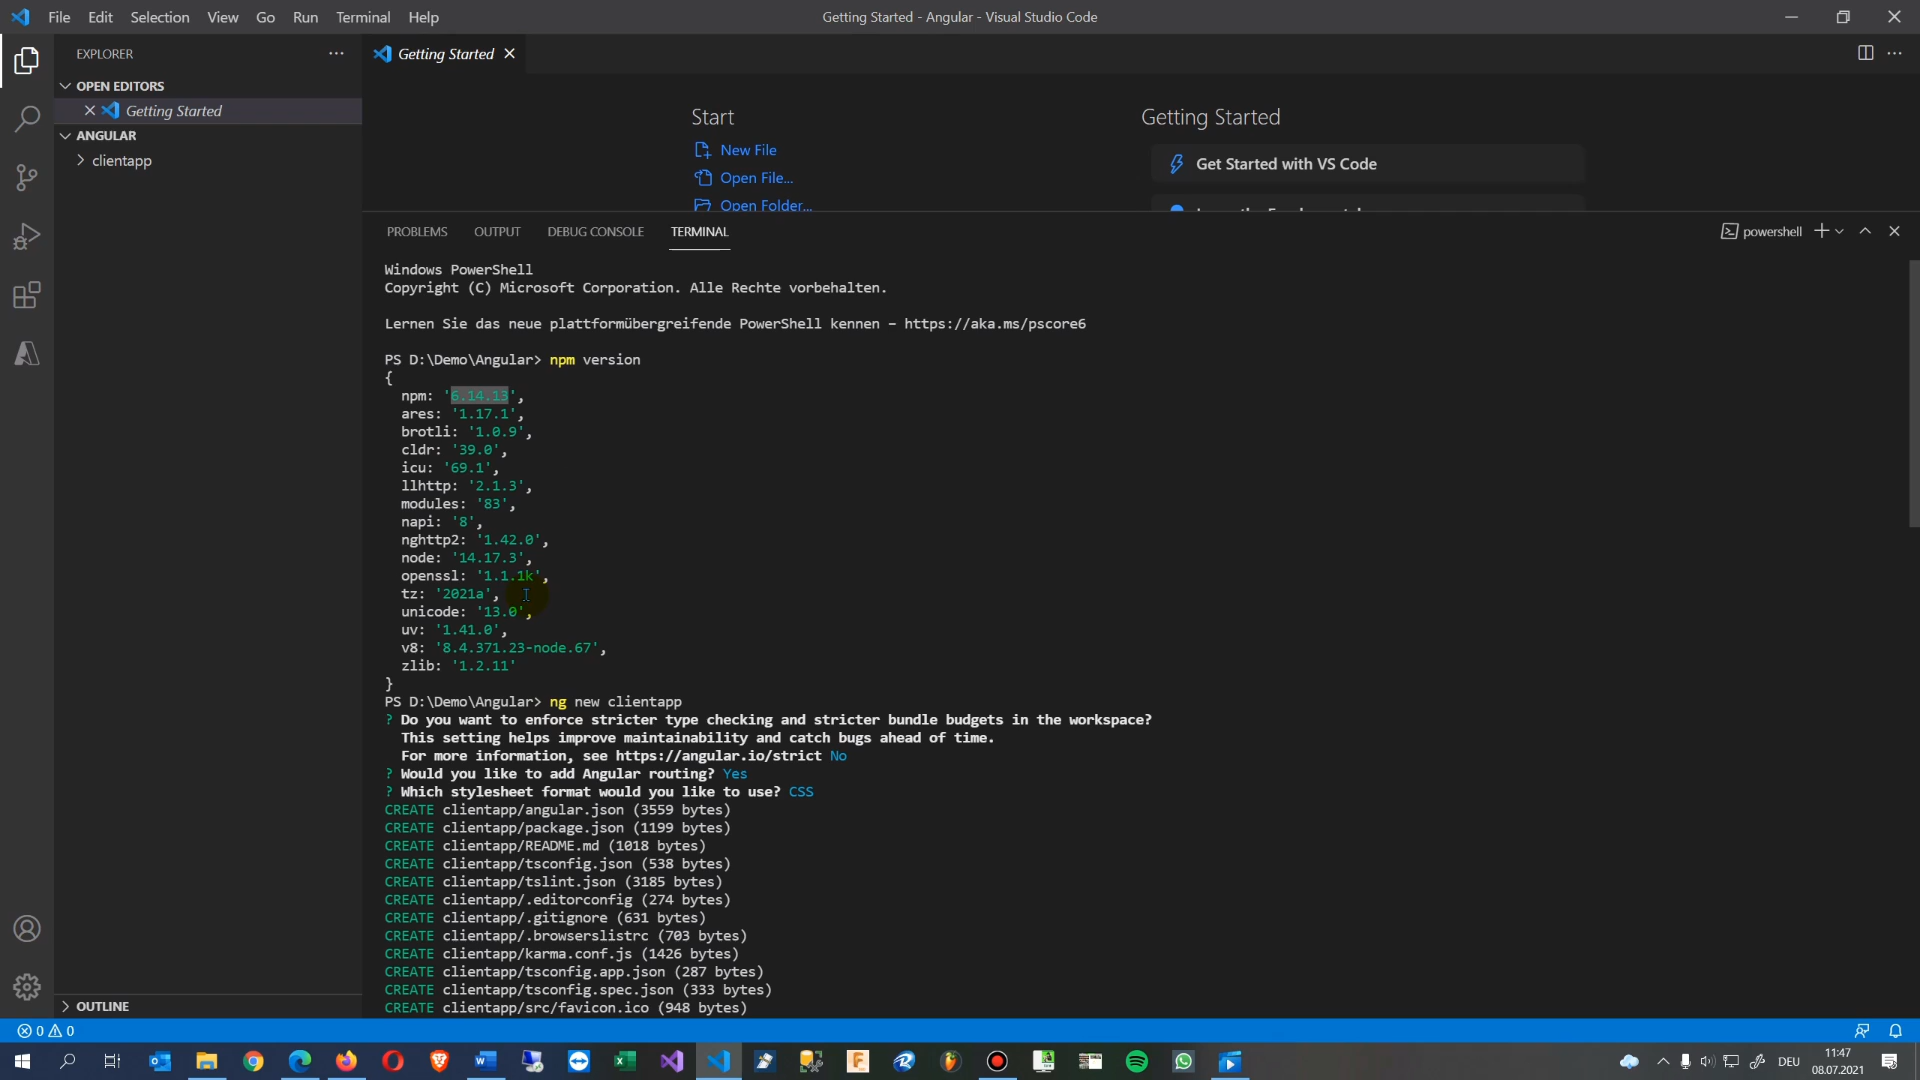 File Edit Selection View Go Run Terminal Help
Getting Started - Angular - Visual Studio Code
EXPLORER
Getting Started
OPEN EDITORS
Getting Started
ANGULAR
clientapp
Start
Getting Started
New File
Get Started with VS Code
Open File...
Open Folder...
PROBLEMS OUTPUT DEBUG CONSOLE TERMINAL
powershell
Windows PowerShell
Copyright (C) Microsoft Corporation. Alle Rechte vorbehalten.
Lernen Sie das neue plattformübergreifende PowerShell kennen – https://aka.ms/pscore6
PS D:\Demo\Angular> npm version
{
npm: '6.14.13',
ares: '1.17.1',
brotli: '1.0.9',
cldr: '39.0',
icu: '69.1',
llhttp: '2.1.3',
modules: '83',
napi: '8',
nghttp2: '1.42.0',
node: '14.17.3',
openssl: '1.1.1k',
tz: '2021a',
unicode: '13.0',
uv: '1.41.0',
v8: '8.4.371.23-node.67',
zlib: '1.2.11'
}
PS D:\Demo\Angular> ng new clientapp
? Do you want to enforce stricter type checking and stricter bundle budgets in the workspace?
This setting helps improve maintainability and catch bugs ahead of time.
For more information, see https://angular.io/strict No
? Would you like to add Angular routing? Yes
? Which stylesheet format would you like to use? CSS
CREATE clientapp/angular.json (3559 bytes)
CREATE clientapp/package.json (1199 bytes)
CREATE clientapp/README.md (1018 bytes)
CREATE clientapp/tsconfig.json (538 bytes)
CREATE clientapp/tslint.json (3185 bytes)
CREATE clientapp/.editorconfig (274 bytes)
CREATE clientapp/.gitignore (631 bytes)
CREATE clientapp/.browserslistrc (703 bytes)
CREATE clientapp/karma.conf.js (1426 bytes)
CREATE clientapp/tsconfig.app.json (287 bytes)
CREATE clientapp/tsconfig.spec.json (333 bytes)
CREATE clientapp/src/favicon.ico (948 bytes)
OUTLINE
0 0
DEU
11:47
08.07.2021